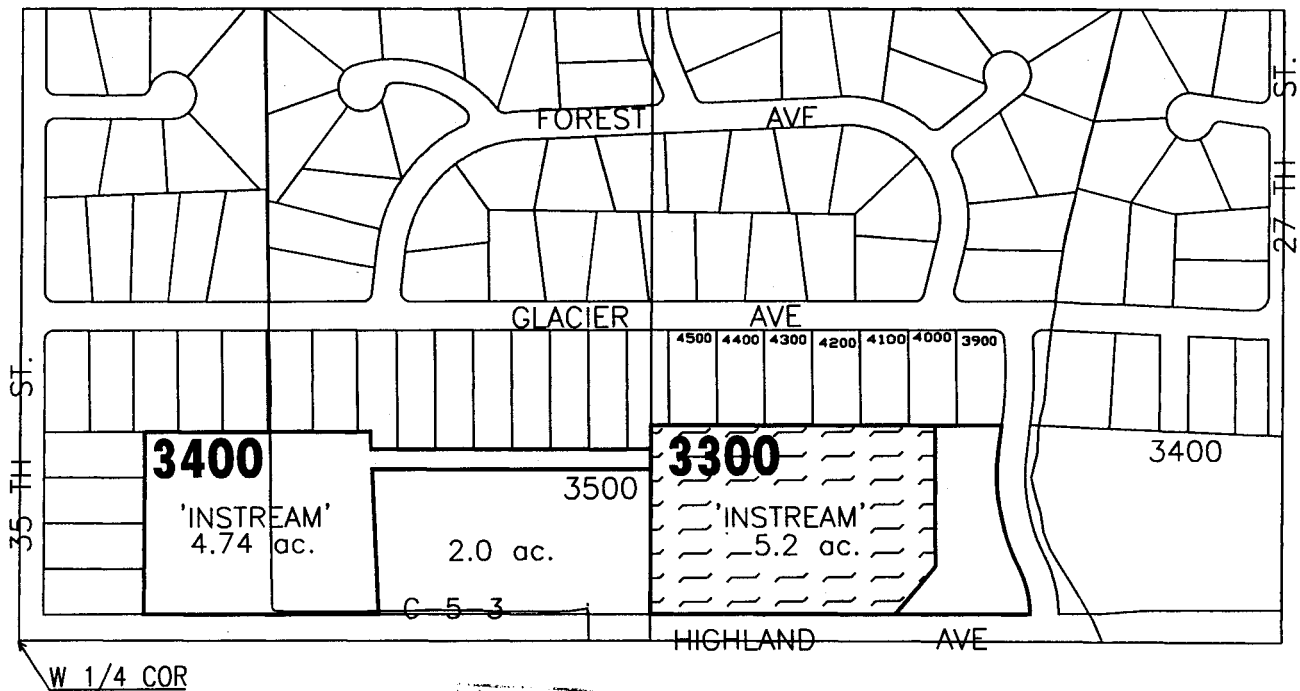 FOREST AVE
27 TH ST.
GLACIER AVE
4500 4400 4300 4200 4100 4000 3900
35 TH ST.
3400
3300
3400
3500
'INSTREAM'
4.74 ac.
2.0 ac.
'INSTREAM'
5.2 ac.
C-5-3
HIGHLAND AVE
W 1/4 COR